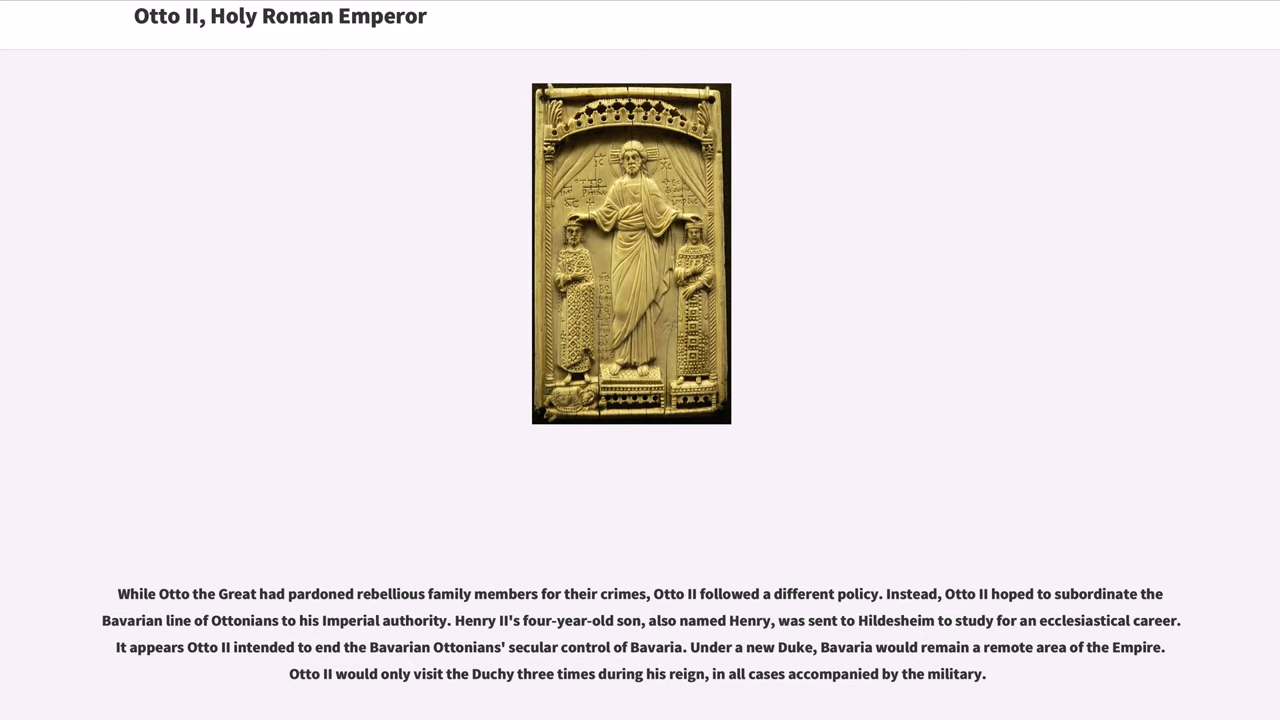 Otto II, Holy Roman Emperor
While Otto the Great had pardoned rebellious family members for their crimes, Otto II followed a different policy. Instead, Otto II hoped to subordinate the
Bavarian line of Ottonians to his Imperial authority. Henry II's four-year-old son, also named Henry, was sent to Hildesheim to study for an ecclesiastical career.
It appears Otto II intended to end the Bavarian Ottonians' secular control of Bavaria. Under a new Duke, Bavaria would remain a remote area of the Empire.
Otto II would only visit the Duchy three times during his reign, in all cases accompanied by the military.